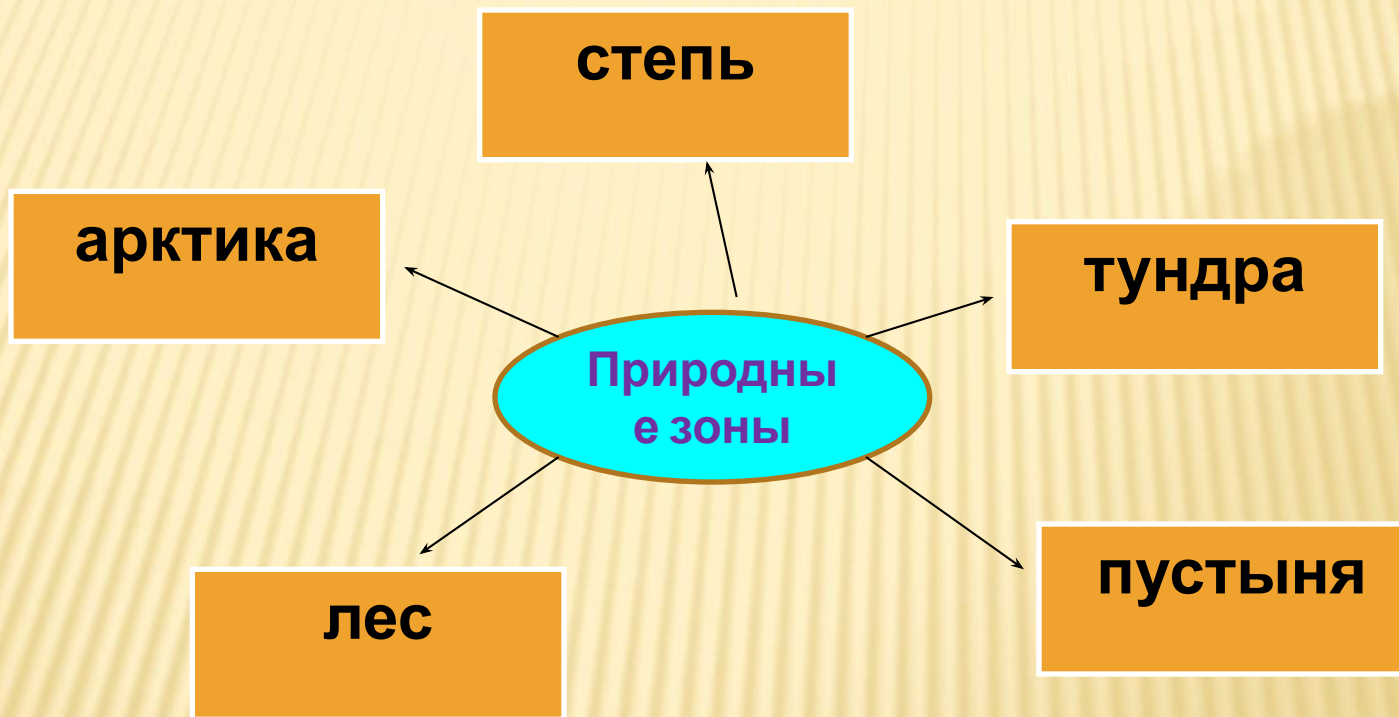 степь
арктика
тундра
Природны
е зоны
пустыня
лес